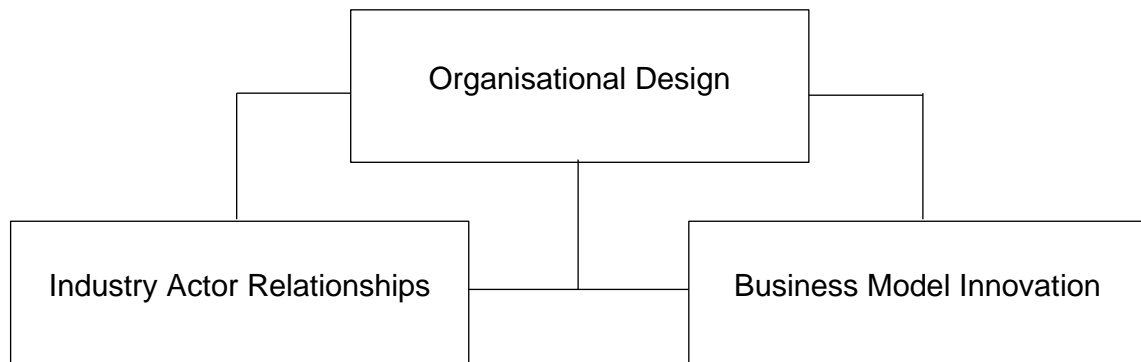 Organisational Design
Industry Actor Relationships
Business Model Innovation